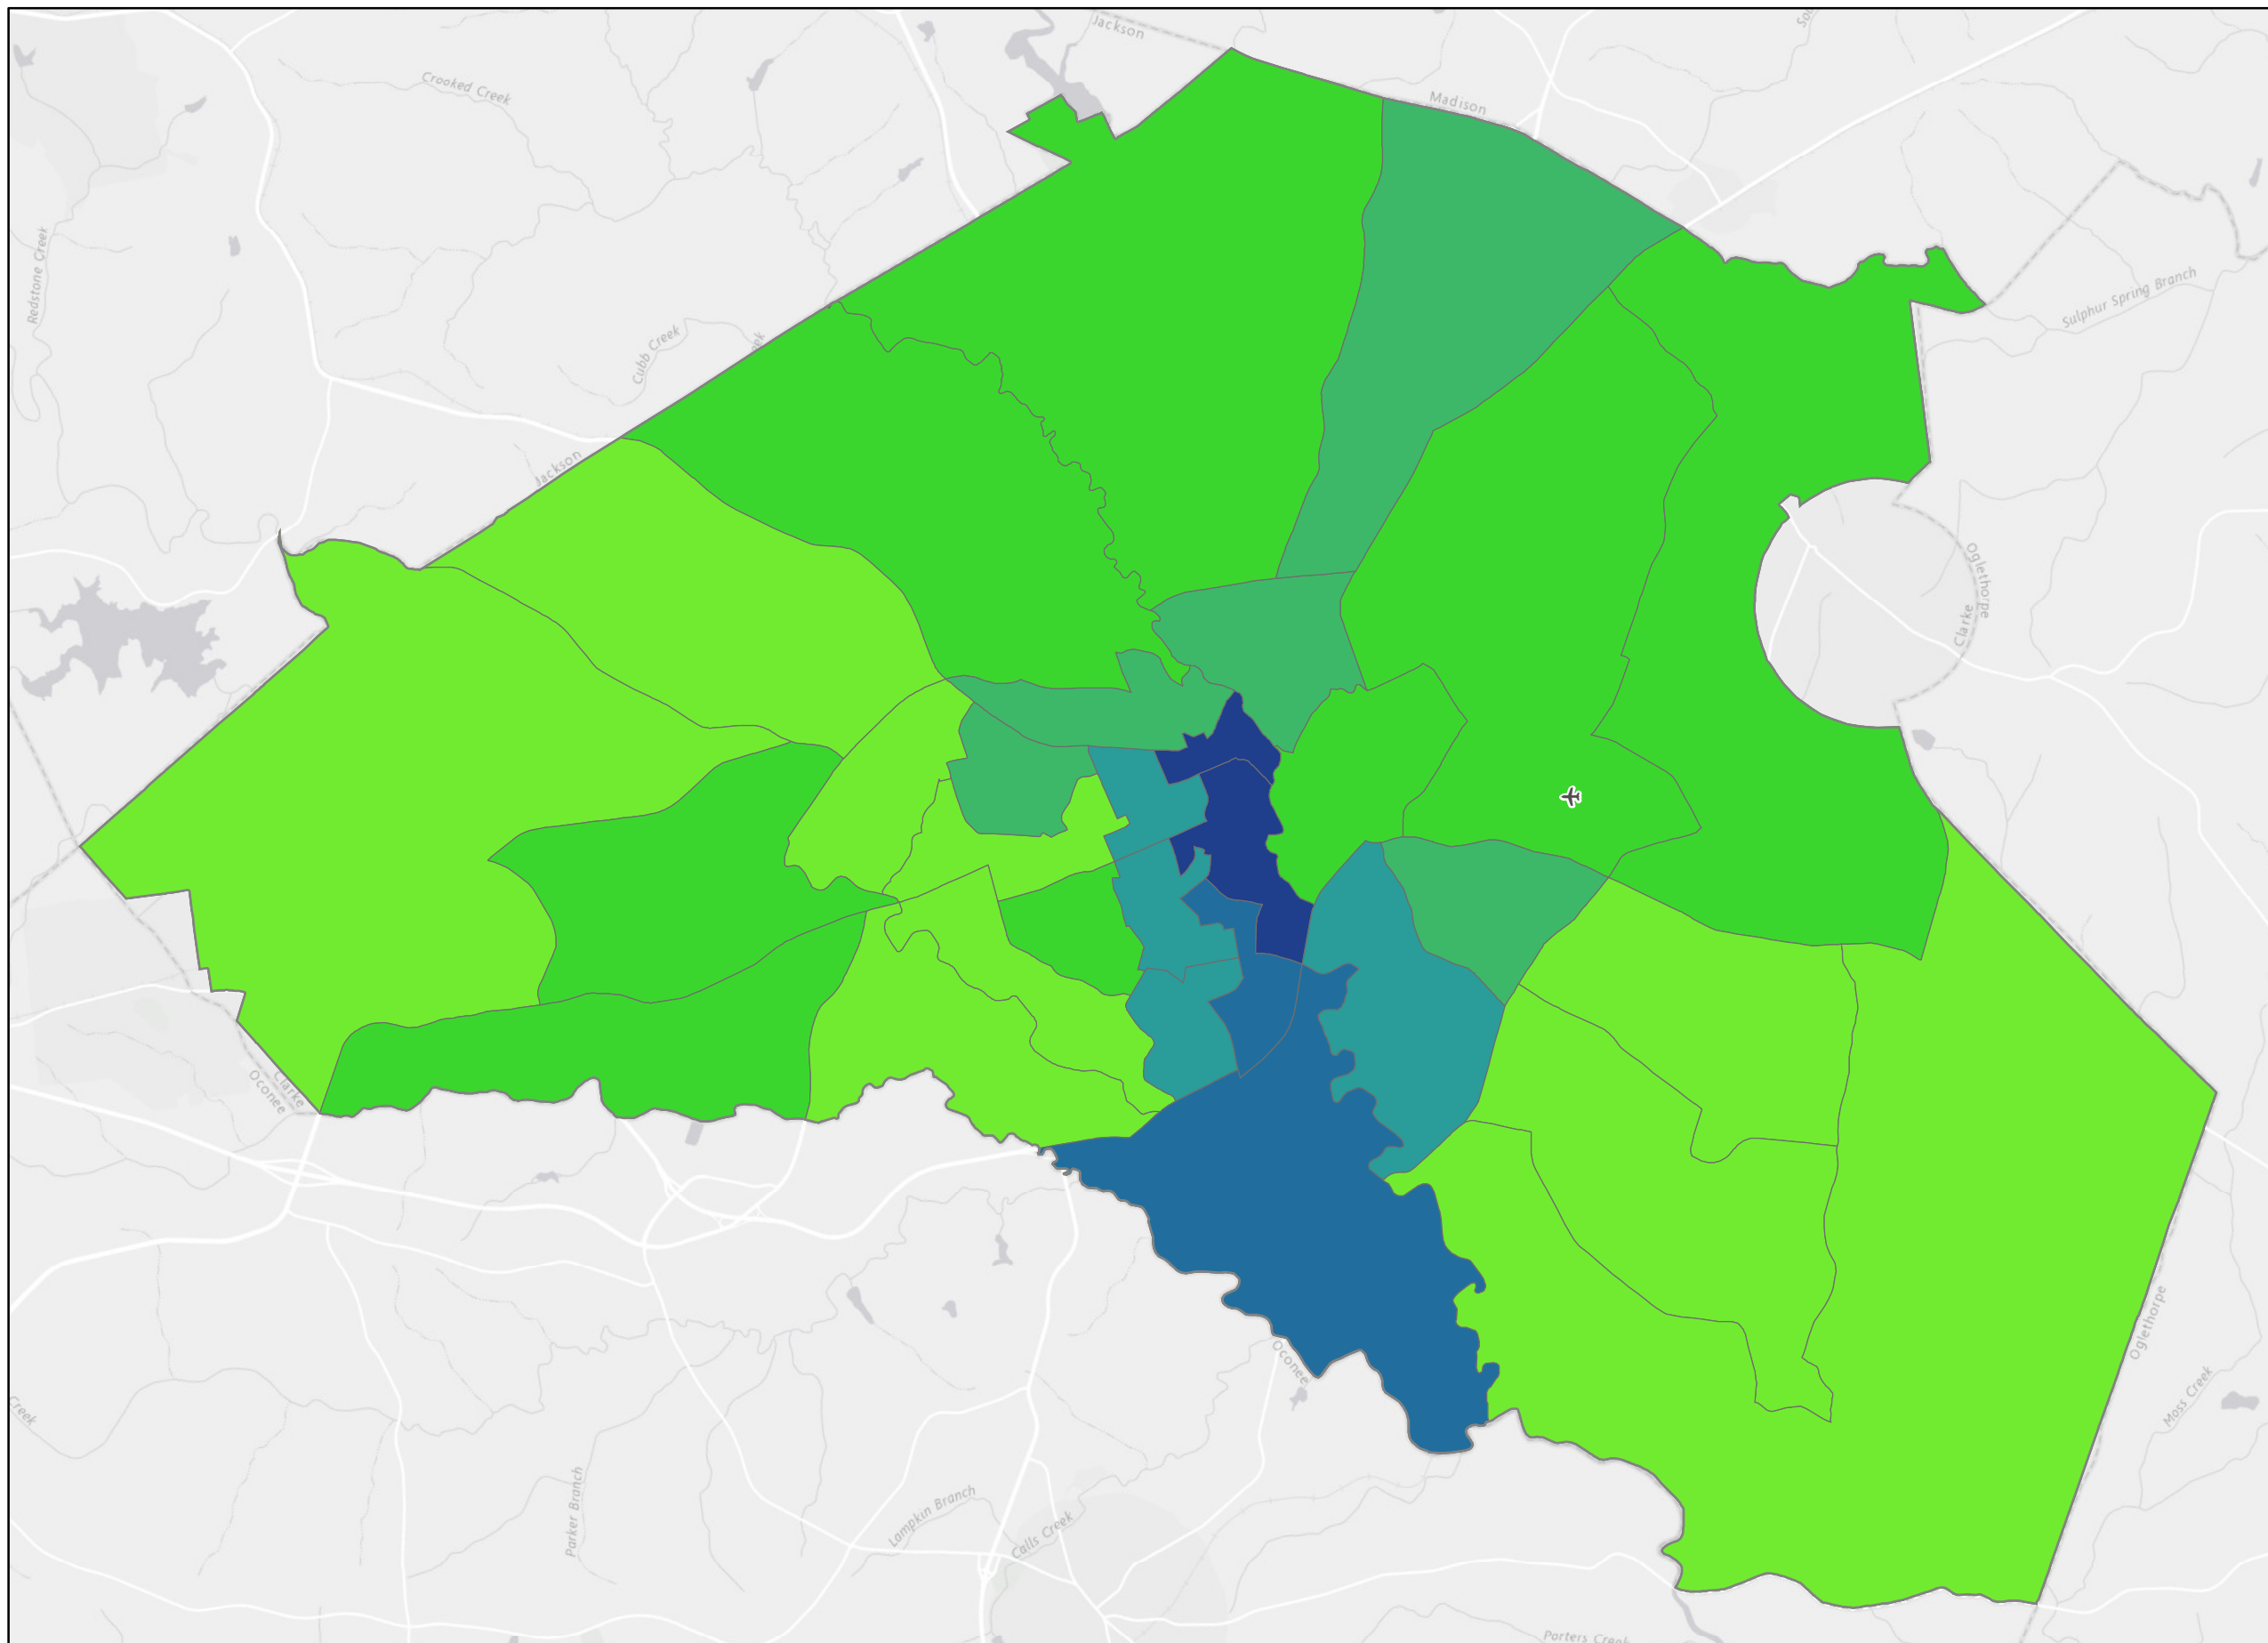 Jackson
Crooked Creek
Madison
Redstone Creek
Sulphur Spring Branch
Cubb Creek
Jackson
Oglethorpe
Clarke
Clarke
Oconee
Oglethorpe
Oconee
Moss Creek
Creek
Parker Branch
Lampkin Branch
Calls Creek
Porters Creek